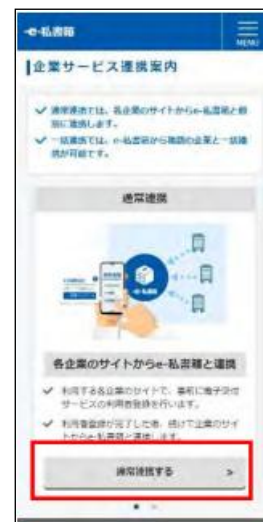 e-私書箱
MENU
企業サービス連携案内
通常連携では、各企業のサイトからe-私書箱と個
別に連携します。
一括連携では、e-私書箱から複数の企業と一括連
携が可能です。
通常連携
e-私書箱
各企業のサイトからe-私書箱と連携
利用する各企業のサイトで、事前に電子交付
サービスの利用者登録を行います。
利用者登録が完了した後、続けて企業のサイ
トからe-私書箱と連携します。
通常連携する >